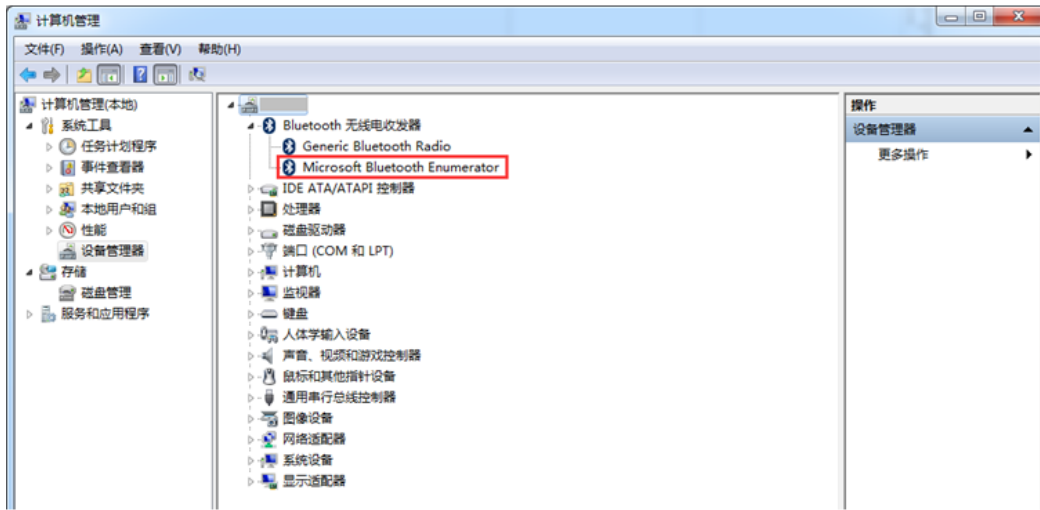 计算机管理
文件(F) 操作(A) 查看(V) 帮助(H)
计算机管理(本地)
系统工具
任务计划程序
事件查看器
共享文件夹
本地用户和组
性能
设备管理器
存储
磁盘管理
服务和应用程序
Bluetooth 无线电收发器
Generic Bluetooth Radio
Microsoft Bluetooth Enumerator
IDE ATA/ATAPI 控制器
处理器
磁盘驱动器
端口 (COM 和 LPT)
计算机
监视器
键盘
人体学输入设备
声音、视频和游戏控制器
鼠标和其他指针设备
通用串行总线控制器
图像设备
网络适配器
系统设备
显示适配器
操作
设备管理器
更多操作